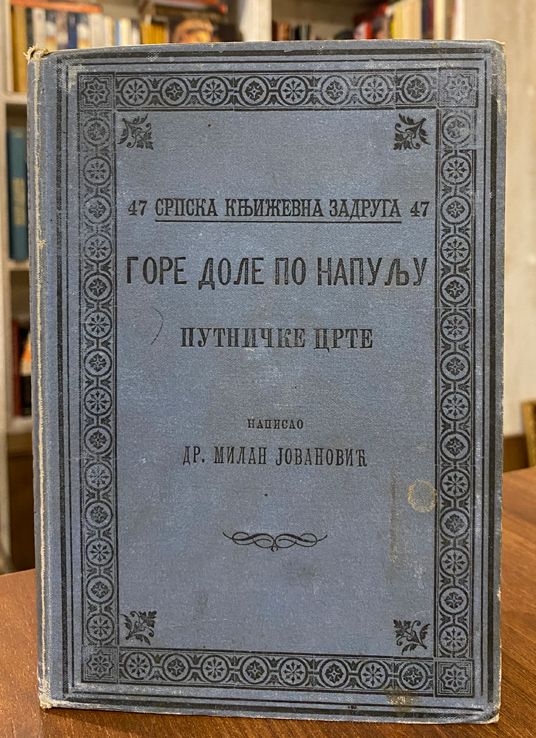 47 СРПСКА КЊИЖЕВНА ЗАДРУГА 47
ГОРЕ ДОЛЕ ПО НАПУЉУ
ПУТНИЧКЕ ЦРТЕ
НАПИСАО
ДР. МИЛАН ЈОВАНОВИЋ